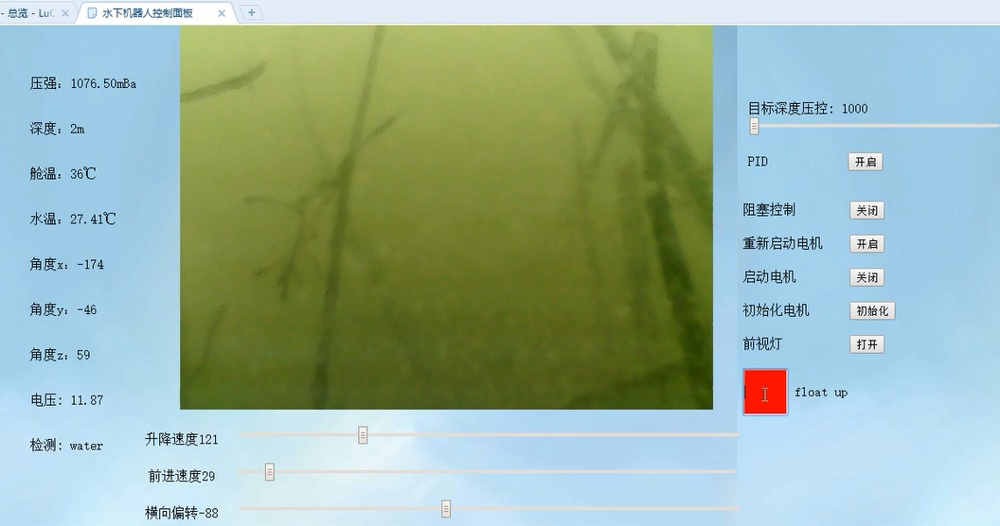 - 总览 - LuC
水下机器人控制面板
压强: 1076.50mBa
深度: 2m
舱温: 36℃
水温: 27.41℃
角度x: -174
角度y: -46
角度z: 59
电压: 11.87
检测: water
升降速度121
前进速度29
横向偏转-88
目标深度压控: 1000
PID 开启
阻塞控制 关闭
重新启动电机 开启
启动电机 关闭
初始化电机 初始化
前视灯 打开
float up